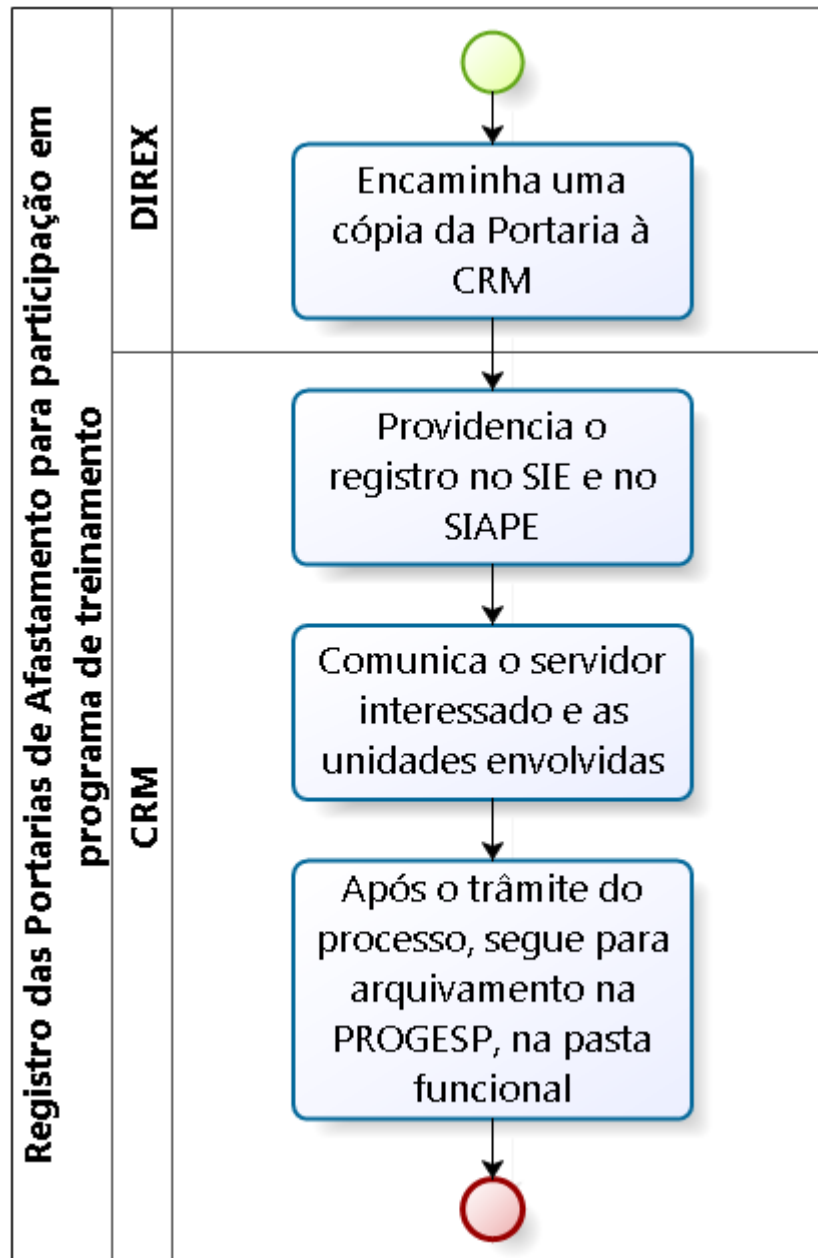 Registro das Portarias de Afastamento para participação em
programa de treinamento
DIREX
Encaminha uma
cópia da Portaria à
CRM
CRM
Providencia o
registro no SIE e no
SIAPE
Comunica o servidor
interessado e as
unidades envolvidas
Após o trâmite do
processo, segue para
arquivamento na
PROGESP, na pasta
funcional